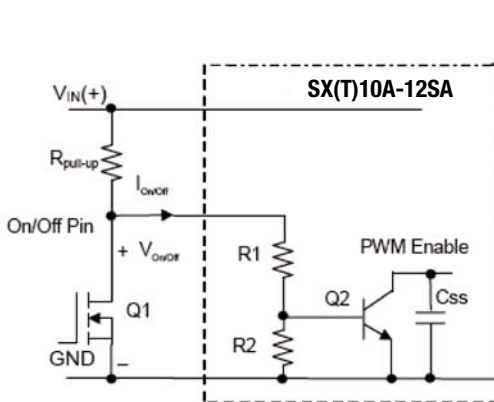 SX(T)10A-12SA
VIN(+)
Rpull-up
IOn/Off
On/Off Pin
+ VOn/Off
R1
PWM Enable
Q1
Q2
Css
R2
GND
–